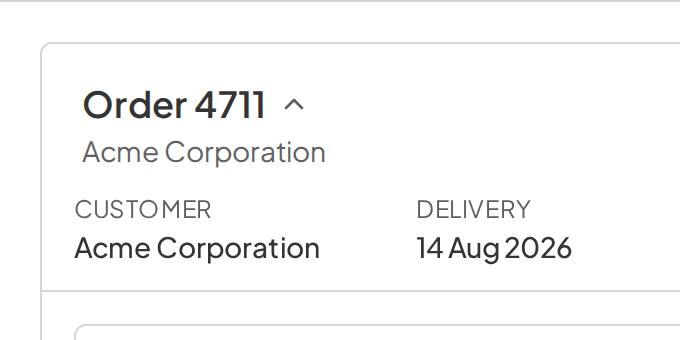 Order 4711
Acme Corporation
CUSTOMER DELIVERY
Acme Corporation 14 Aug 2026